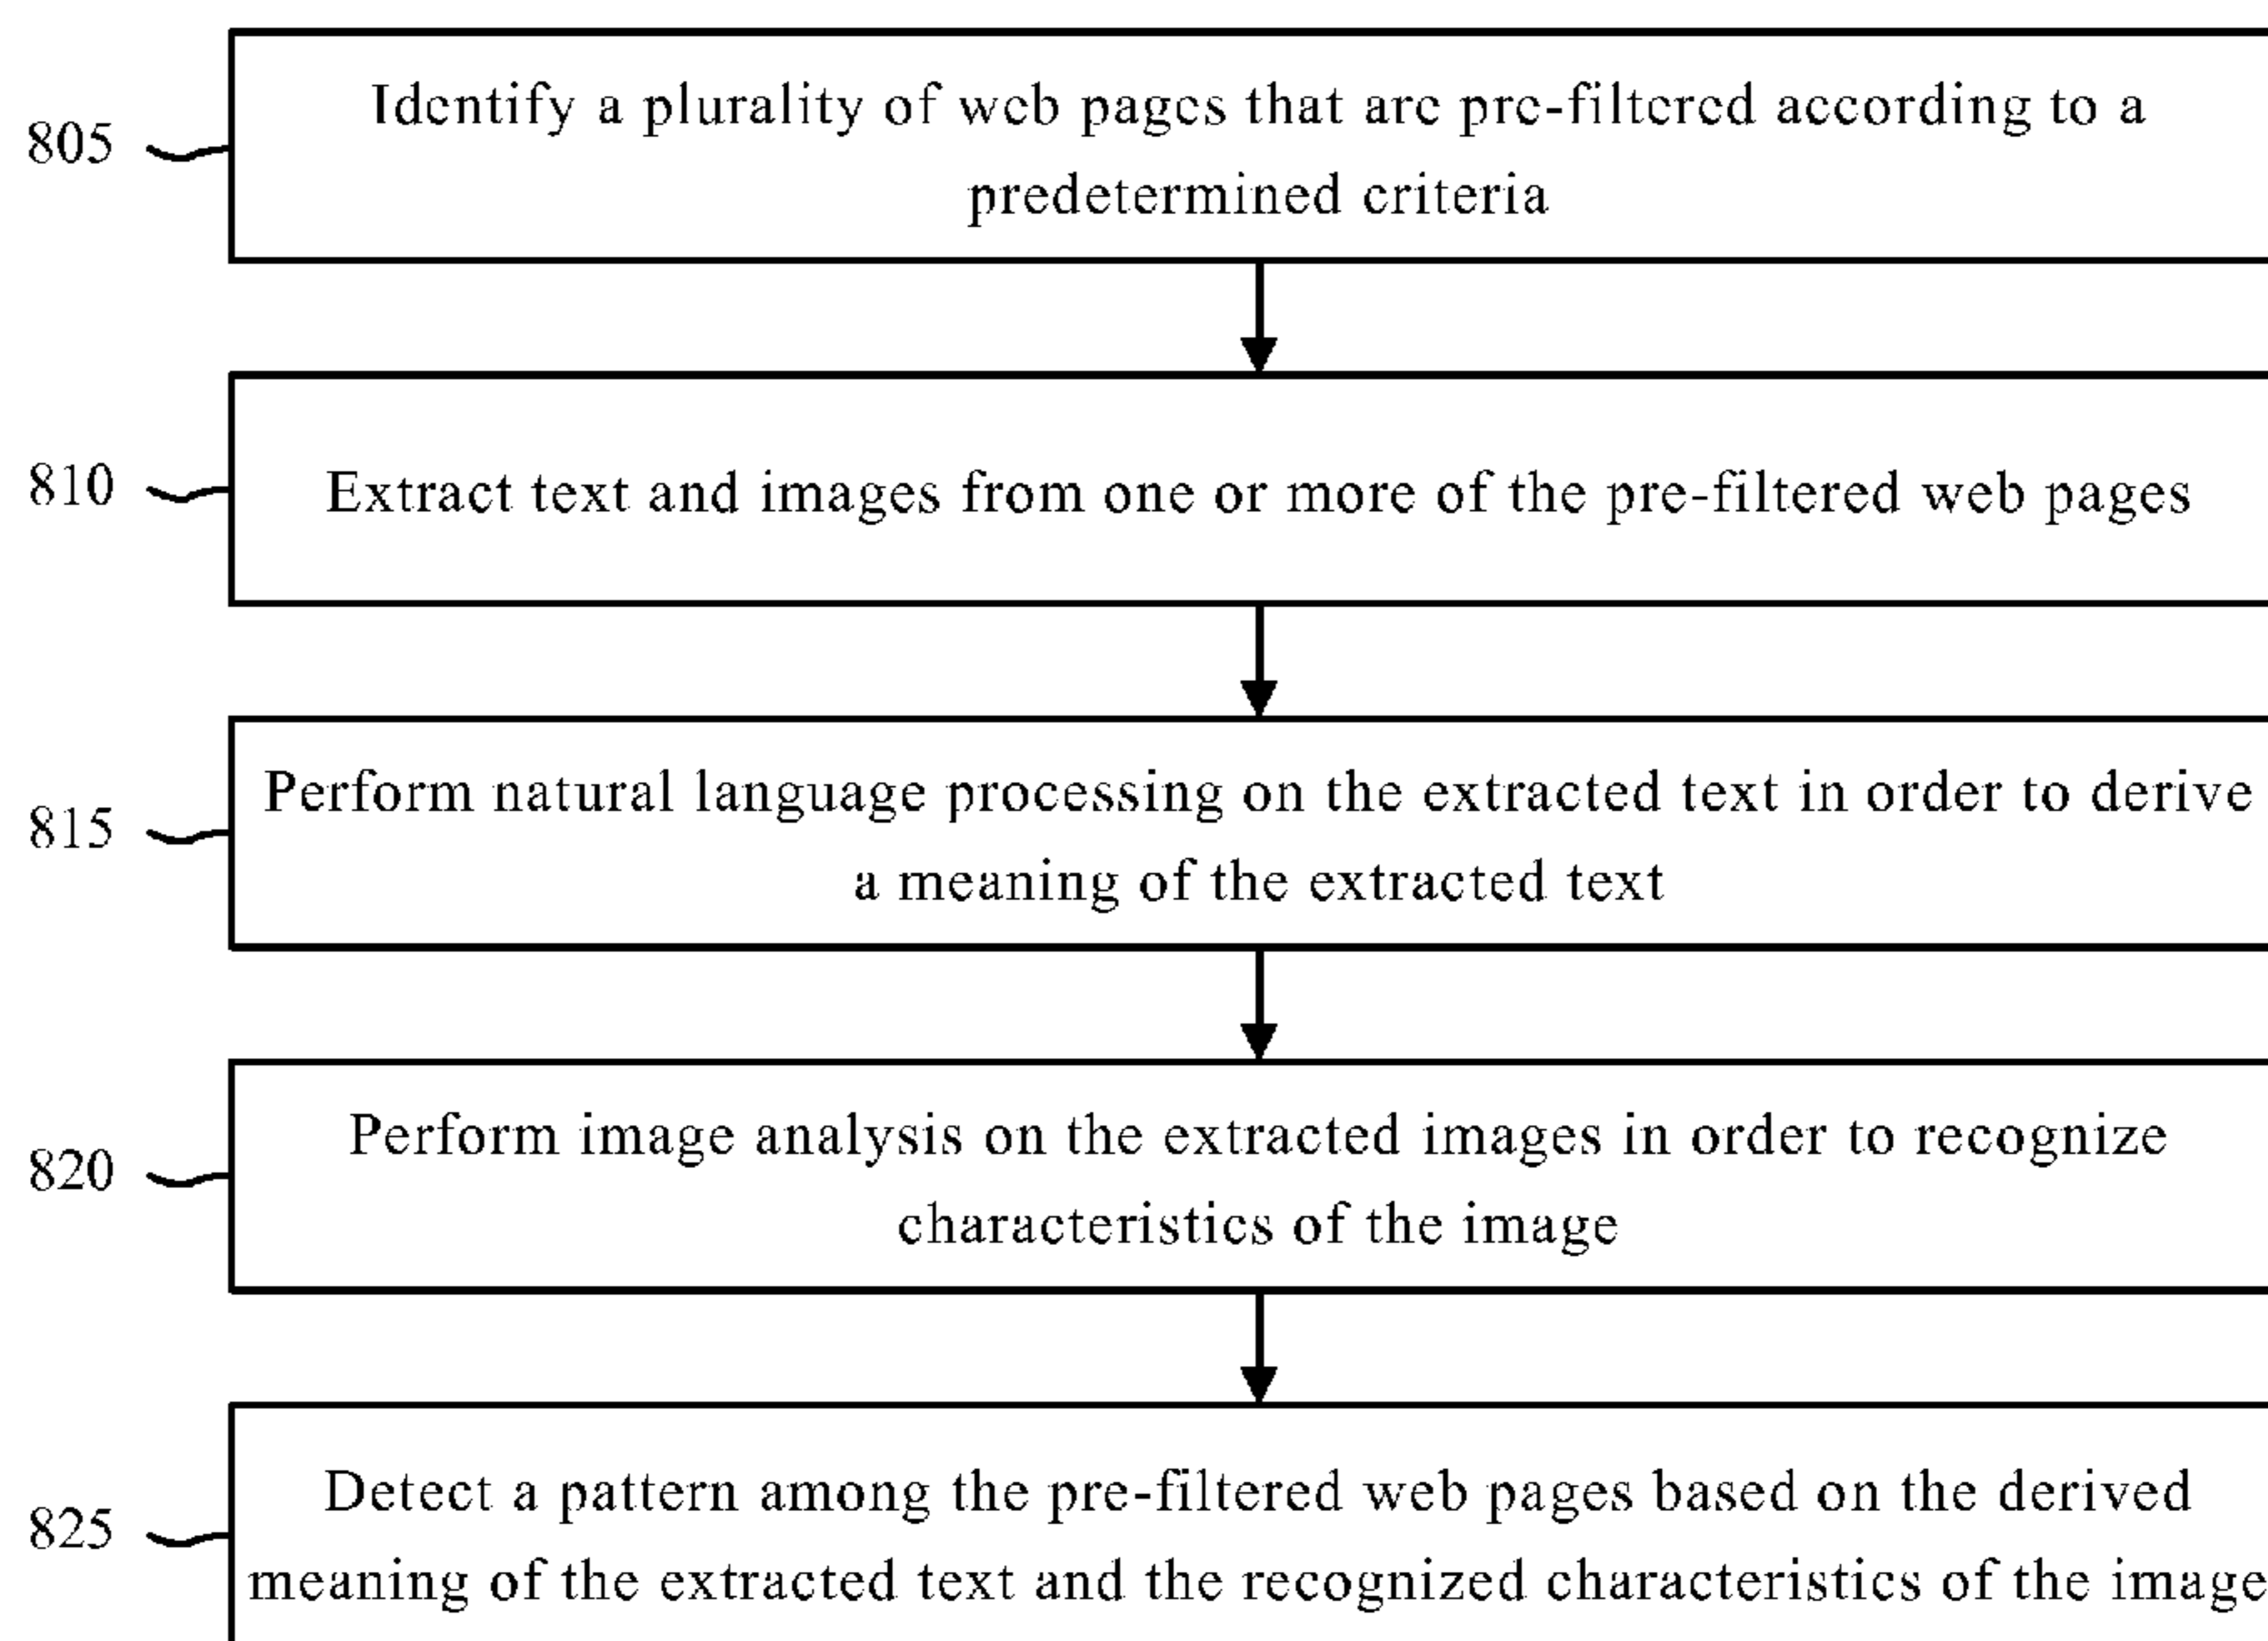 Identify a plurality of web pages that are pre-filtered according to a
805
predetermined criteria
810
Extract text and images from one or more of the pre-filtered web pages
Perform natural language processing on the extracted text in order to derive
815
a meaning of the extracted text
Perform image analysis on the extracted images in order to recognize
820
characteristics of the image
Detect a pattern among the pre-filtered web pages based on the derived
825
meaning of the extracted text and the recognized characteristics of the image